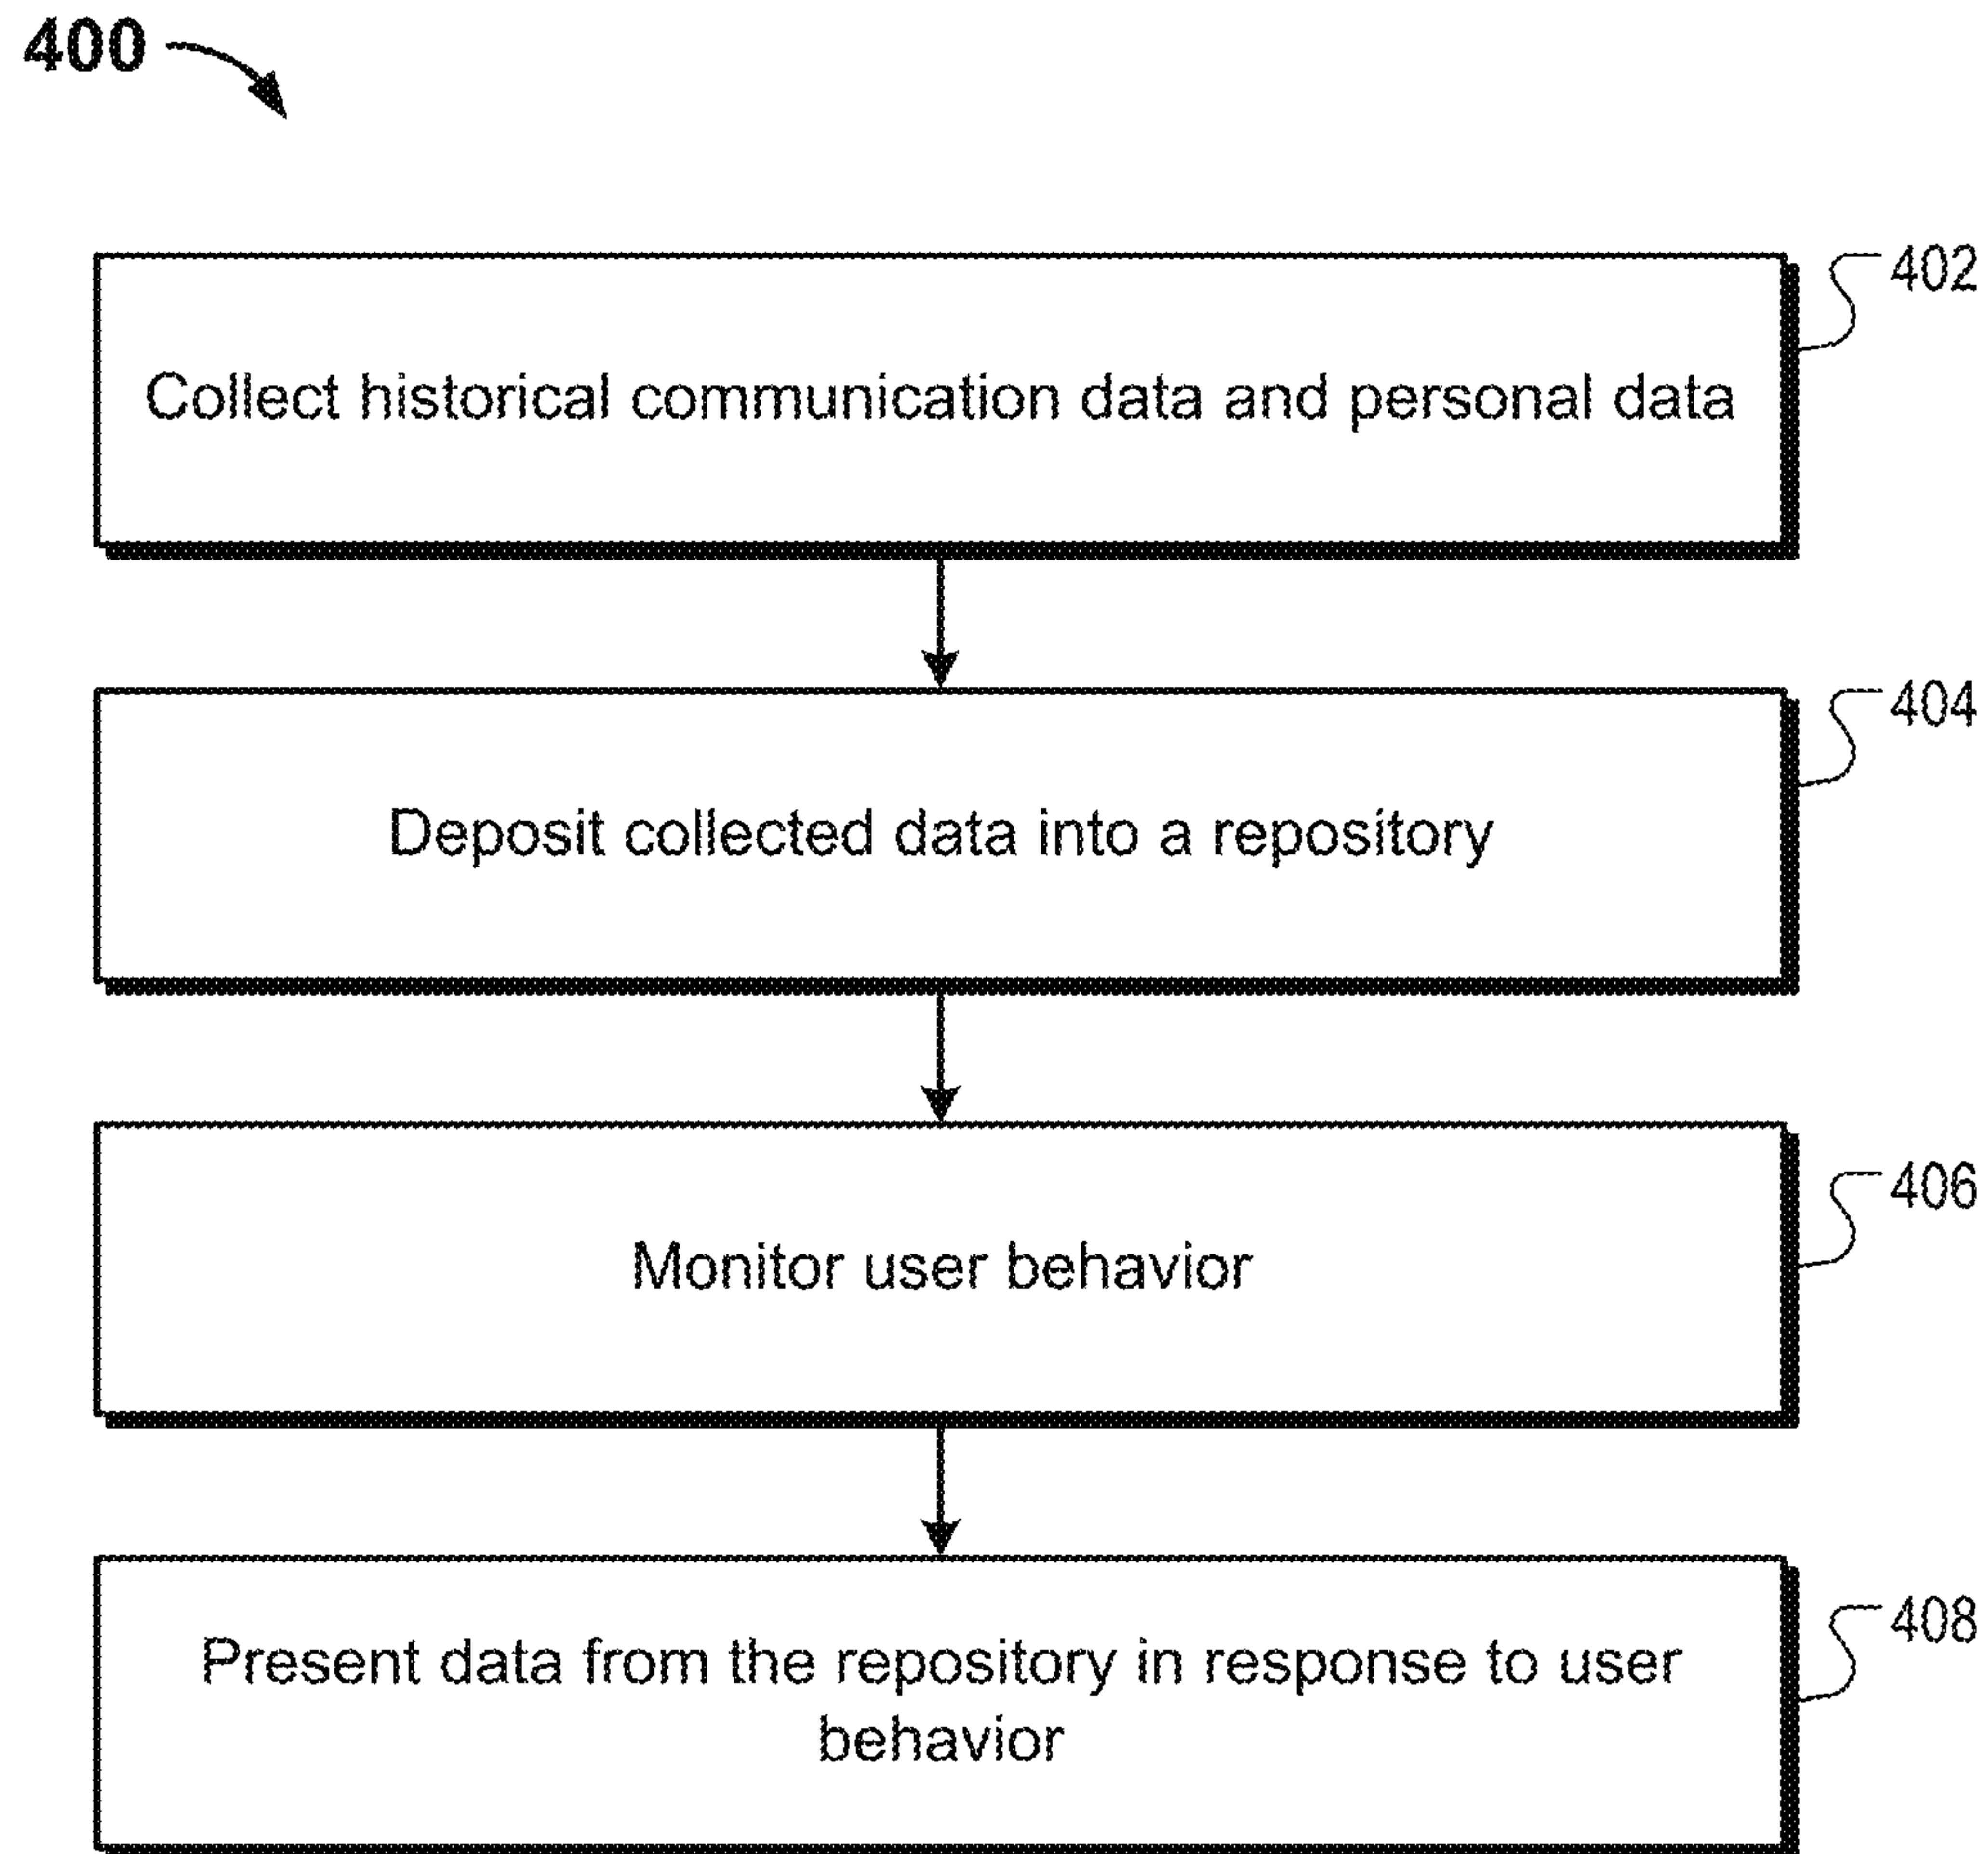 400
402
Collect historical communication data and personal data
404
Deposit collected data into a repository
406
Monitor user behavior
408
Present data from the repository in response to user
behavior